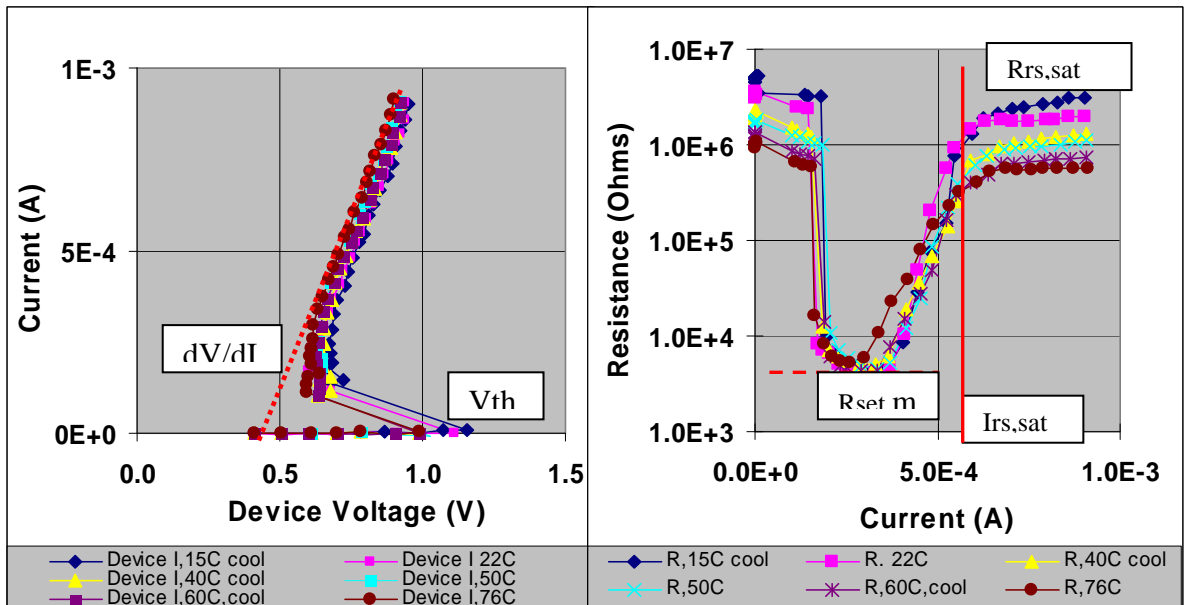 1E-3
5E-4
0E+0
Current (A)
dV/dI
Vth
0.0 0.5 1.0 1.5
Device Voltage (V)
Device I,15C cool Device I 22C
Device I,40C cool Device I,50C
Device I,60C,cool Device I,76C
1.0E+7
1.0E+6
1.0E+5
1.0E+4
1.0E+3
Resistance (Ohms)
Rrs,sat
Rset,m
Irs,sat
0.0E+0 5.0E-4 1.0E-3
Current (A)
R,15C cool R. 22C R,40C cool
R,50C R,60C,cool R,76C